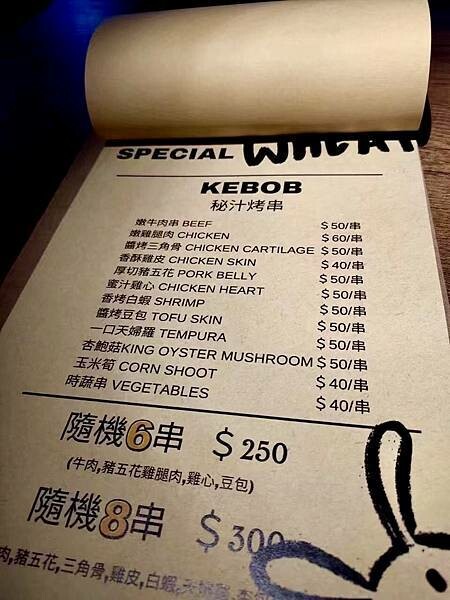 SPECIAL WHEAT
KEBOB
秘汁烤串
嫩牛肉串 BEEF $50/串
嫩雞腿肉 CHICKEN $60/串
醬烤三角骨 CHICKEN CARTILAGE $50/串
香酥雞皮 CHICKEN SKIN $40/串
厚切豬五花 PORK BELLY $50/串
蜜汁雞心 CHICKEN HEART $50/串
香烤白蝦 SHRIMP $50/串
醬烤豆包 TOFU SKIN $50/串
一口天婦羅 TEMPURA $50/串
杏鮑菇KING OYSTER MUSHROOM $50/串
玉米筍 CORN SHOOT $40/串
時蔬串 VEGETABLES $40/串
隨機6串 $250
(牛肉,豬五花雞腿肉,雞心,豆包)
隨機8串 $300
肉,豬五花,三角骨,雞皮,白蝦,天婦羅